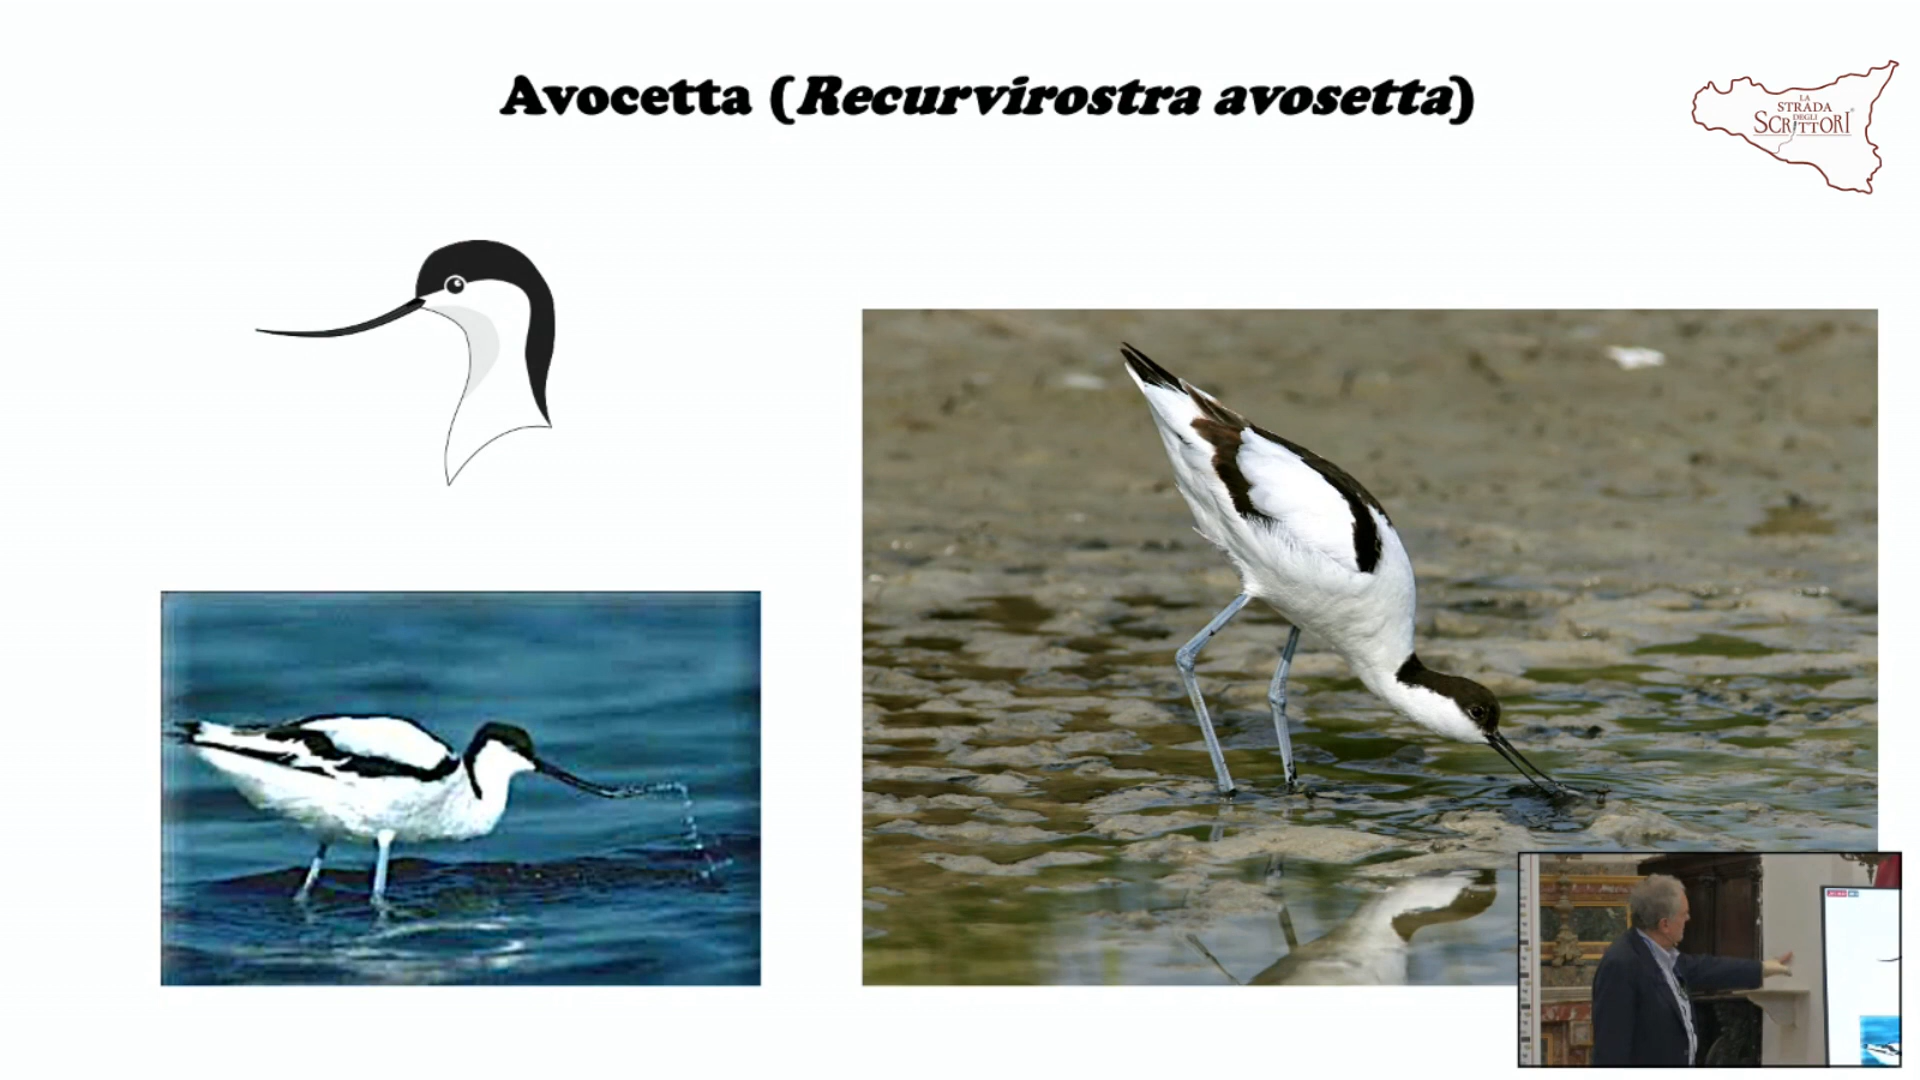 Avocetta (Recurvirostra avosetta)
LA
STRADA
DEGLI
SCRITTORI